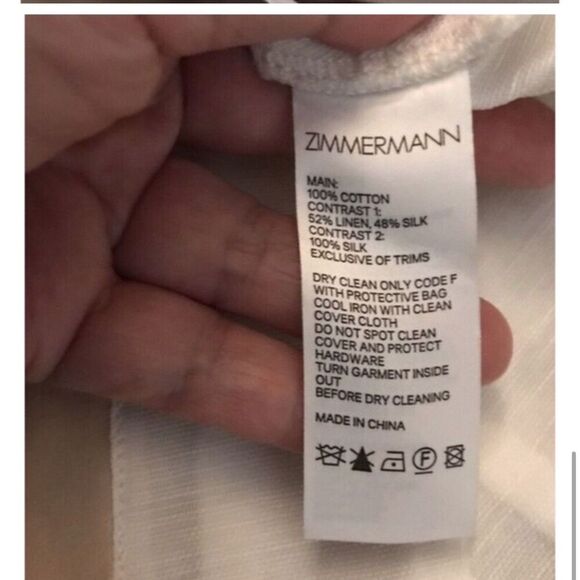 ZIMMERMANN
MAIN:
100% COTTON
CONTRAST 1:
52% LINEN, 48% SILK
CONTRAST 2:
100% SILK
EXCLUSIVE OF TRIMS
DRY CLEAN ONLY CODE F
WITH PROTECTIVE BAG
COOL IRON WITH CLEAN
COVER CLOTH
DO NOT SPOT CLEAN
COVER AND PROTECT
HARDWARE
TURN GARMENT INSIDE
OUT
BEFORE DRY CLEANING
MADE IN CHINA
F